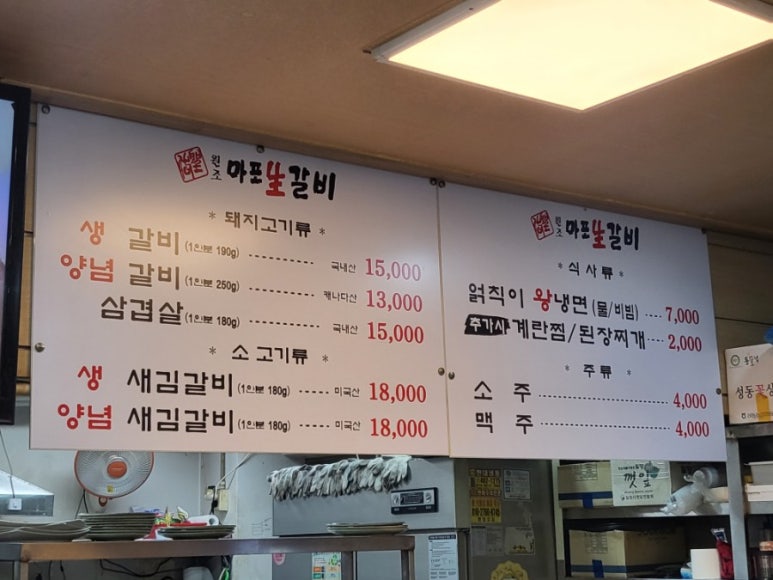 원조 마포生갈비
* 돼지고기류 *
생 갈비(1인분 190g) ---------- 국내산 15,000
양념 갈비(1인분 250g) ---------- 캐나다산 13,000
삼겹살(1인분 180g) ---------- 국내산 15,000
* 소고기류 *
생 새김갈비(1인분 180g) ---- 미국산 18,000
양념 새김갈비(1인분 180g) ---- 미국산 18,000
원조 마포生갈비
* 식사류 *
얽칙이 왕냉면(물/비빔) ---- 7,000
추가시 계란찜/된장찌개 ---- 2,000
* 주류 *
소 주 ---------- 4,000
맥 주 ---------- 4,000
깻잎